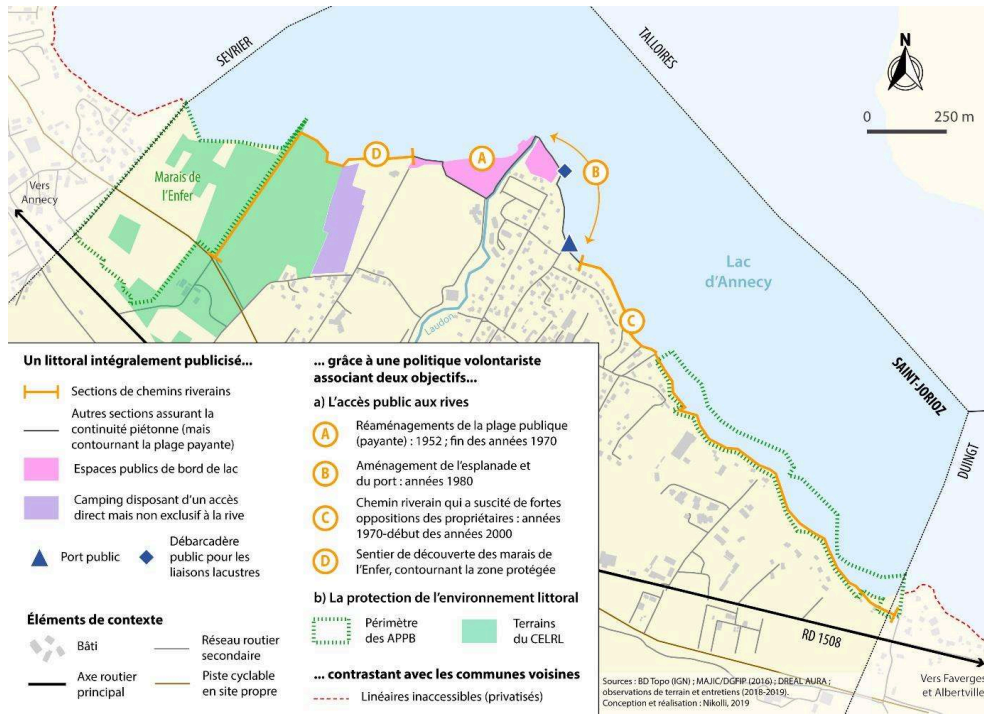 SEVRIER
TALLOIRES
N
0 250 m
D
A
B
Marais de
l'Enfer
Vers
Annecy
Lac
d'Annecy
Laudon
C
SAINT-JORIOZ
DUINGT
RD 1508
Vers Faverges
et Albertville
Un littoral intégralement publicisé...
Sections de chemins riverains
Autres sections assurant la
continuité piétonne (mais
contournant la plage payante)
Espaces publics de bord de lac
Camping disposant d'un accès
direct mais non exclusif à la rive
Port public
Débarcadère
public pour les
liaisons lacustres
Éléments de contexte
Bâti
Réseau routier
secondaire
Axe routier
principal
Piste cyclable
en site propre
... grâce à une politique volontariste
associant deux objectifs...
a) L'accès public aux rives
A
Réaménagements de la plage publique
(payante) : 1952 ; fin des années 1970
B
Aménagement de l'esplanade et
du port : années 1980
C
Chemin riverain qui a suscité de fortes
oppositions des propriétaires : années
1970-début des années 2000
D
Sentier de découverte des marais de
l'Enfer, contournant la zone protégée
b) La protection de l'environnement littoral
Périmètre
des APPB
Terrains
du CELRL
... contrastant avec les communes voisines
Linéaires inaccessibles (privatisés)
Sources : BD Topo (IGN) ; MAJIC/DGFIP (2016) ; DREAL AURA ;
observations de terrain et entretiens (2018-2019).
Conception et réalisation : Nikolli, 2019